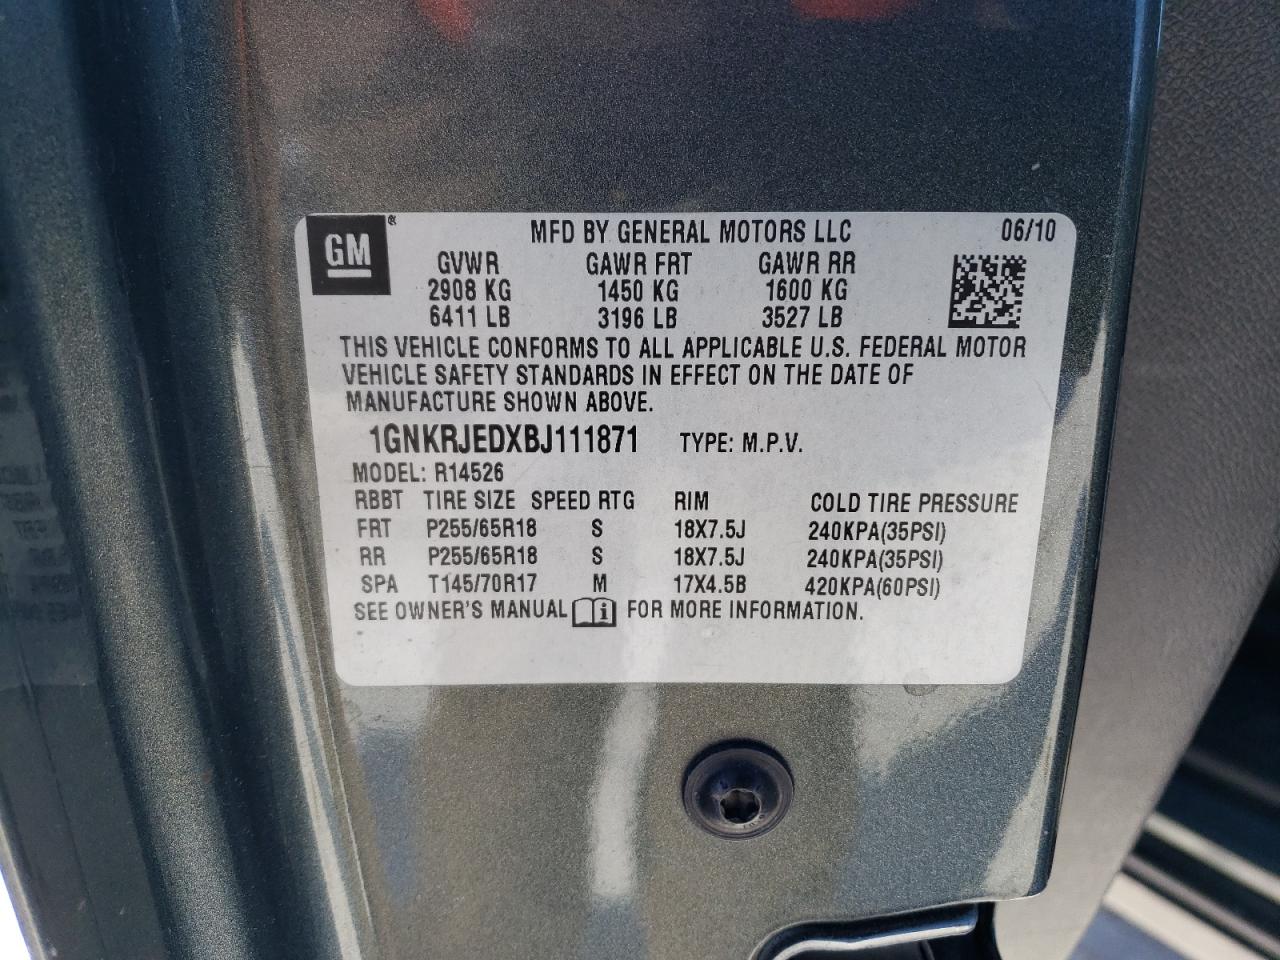 GM®
MFD BY GENERAL MOTORS LLC 06/10
GVWR GAWR FRT GAWR RR
2908 KG 1450 KG 1600 KG
6411 LB 3196 LB 3527 LB
THIS VEHICLE CONFORMS TO ALL APPLICABLE U.S. FEDERAL MOTOR
VEHICLE SAFETY STANDARDS IN EFFECT ON THE DATE OF
MANUFACTURE SHOWN ABOVE.
1GNKRJEDXBJ111871 TYPE: M.P.V.
MODEL: R14526
RBBT TIRE SIZE SPEED RTG RIM COLD TIRE PRESSURE
FRT P255/65R18 S 18X7.5J 240KPA(35PSI)
RR P255/65R18 S 18X7.5J 240KPA(35PSI)
SPA T145/70R17 M 17X4.5B 420KPA(60PSI)
SEE OWNER'S MANUAL FOR MORE INFORMATION.